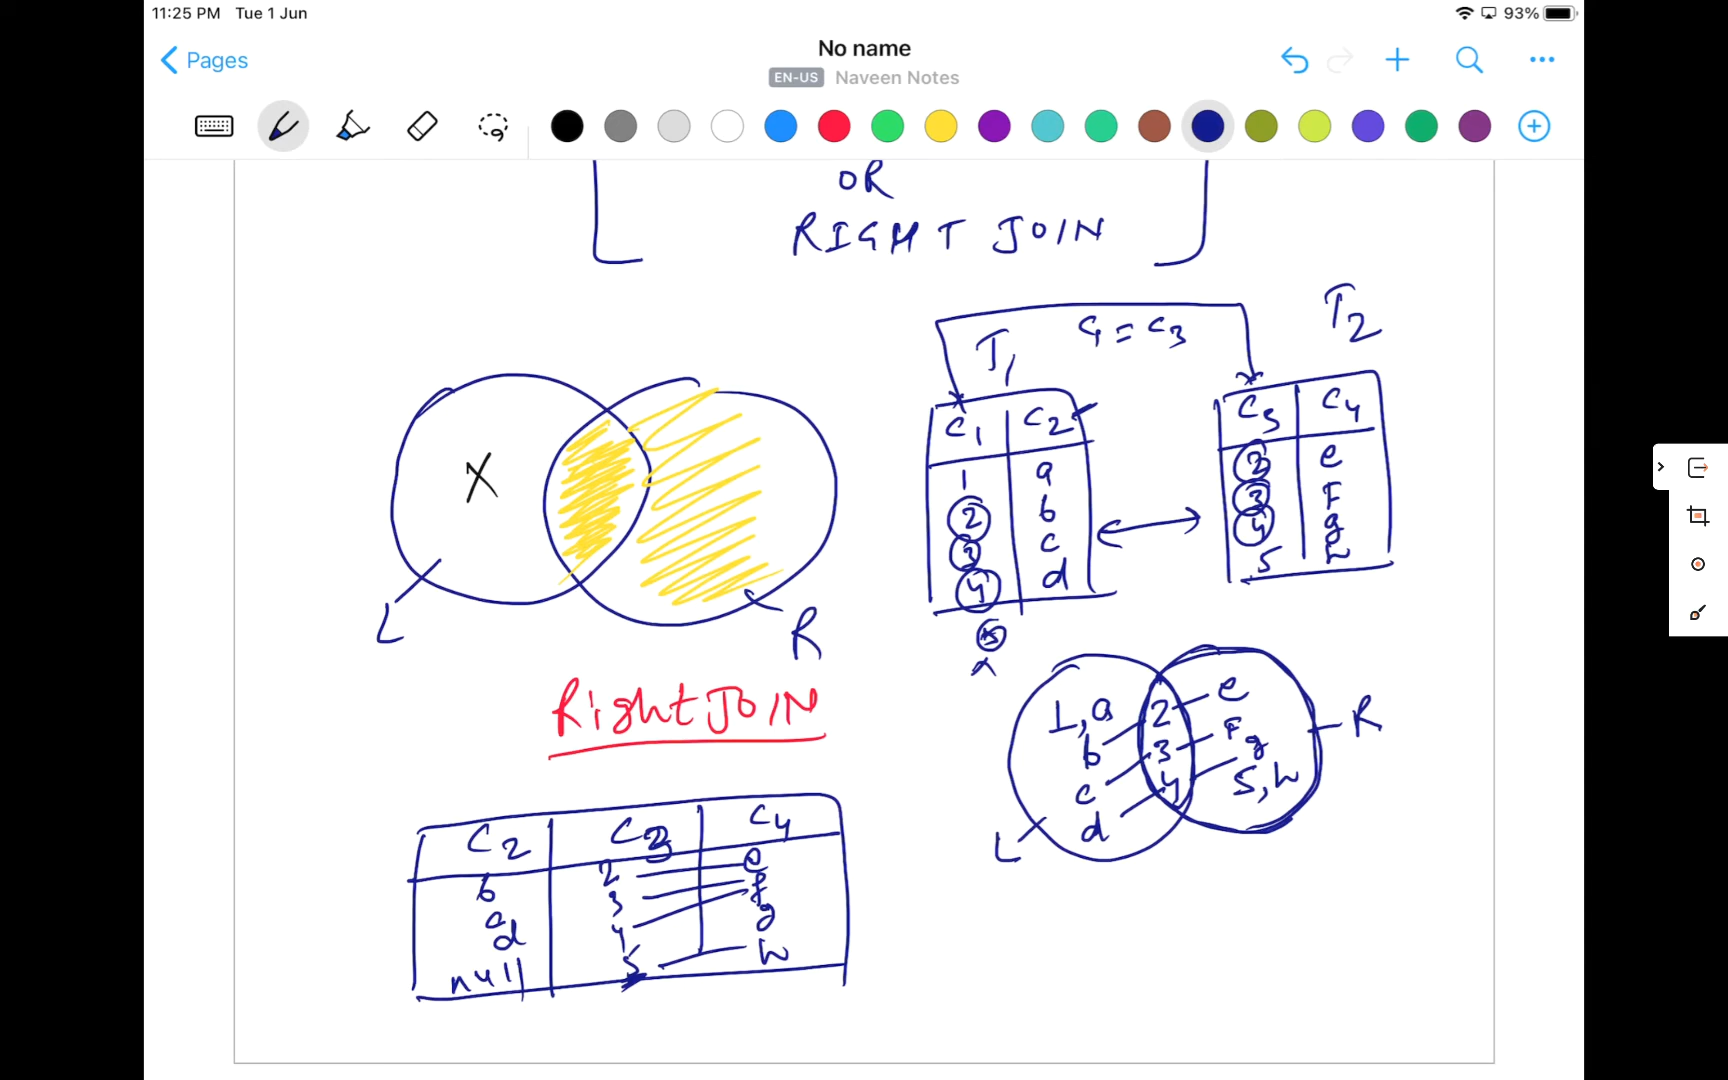 11:25 PM Tue 1 Jun
93%
Pages
No name
EN-US Naveen Notes
OR
RIGHT JOIN
T1
C1 = C3
T2
C1 C2
1 a
2 b
3 c
4 d
C3 C4
2 e
3 F
4 g
5 h
X
L
R
Right JOIN
1, a
b 2 e
c 3 F
d 4 g
5, h
L
R
C2 C3 C4
b 2 e
c 3 f
d 4 g
null 5 h